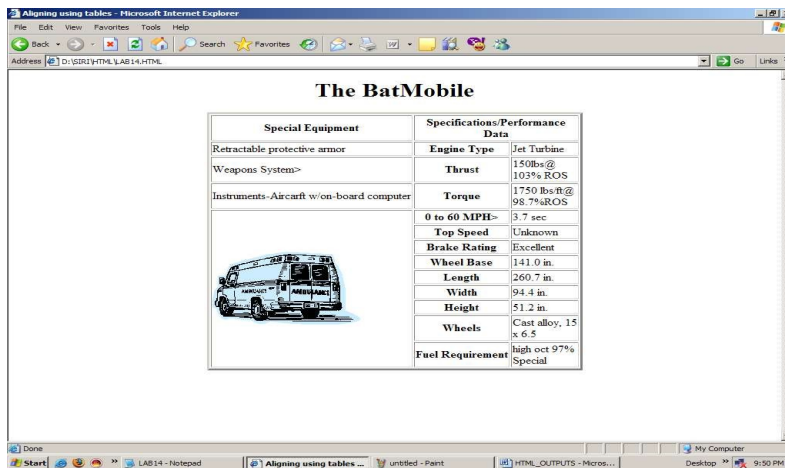 Aligning using tables - Microsoft Internet Explorer
File Edit View Favorites Tools Help
Back Search Favorites
Address D:\SIRI\HTML\LAB14.HTML Go Links
The BatMobile
Special Equipment
Specifications/Performance
Data
Retractable protective armor
Engine Type
Jet Turbine
Weapons System>
Thrust
150lbs@
103% ROS
Instruments-Aircarft w/on-board computer
Torque
1750 lbs/ft@
98.7%ROS
0 to 60 MPH>
3.7 sec
Top Speed
Unknown
Brake Rating
Excellent
Wheel Base
141.0 in.
Length
260.7 in.
Width
94.4 in.
Height
51.2 in.
Wheels
Cast alloy, 15
x 6.5
Fuel Requirement
high oct 97%
Special
AMBULANCE
Done My Computer
Start LAB14 - Notepad Aligning using tables ... untitled - Paint HTML_OUTPUTS - Micros... Desktop 9:50 PM